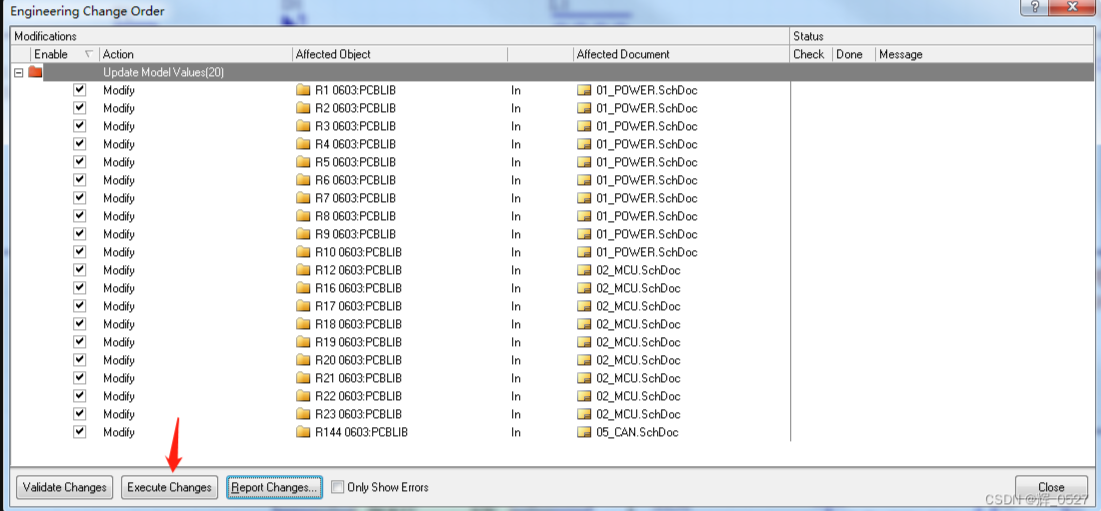 Engineering Change Order
Modifications Status
Enable Action Affected Object Affected Document Check Done Message
Update Model Values(20)
Modify R1 0603:PCBLIB In 01_POWER.SchDoc
Modify R2 0603:PCBLIB In 01_POWER.SchDoc
Modify R3 0603:PCBLIB In 01_POWER.SchDoc
Modify R4 0603:PCBLIB In 01_POWER.SchDoc
Modify R5 0603:PCBLIB In 01_POWER.SchDoc
Modify R6 0603:PCBLIB In 01_POWER.SchDoc
Modify R7 0603:PCBLIB In 01_POWER.SchDoc
Modify R8 0603:PCBLIB In 01_POWER.SchDoc
Modify R9 0603:PCBLIB In 01_POWER.SchDoc
Modify R10 0603:PCBLIB In 01_POWER.SchDoc
Modify R12 0603:PCBLIB In 02_MCU.SchDoc
Modify R16 0603:PCBLIB In 02_MCU.SchDoc
Modify R17 0603:PCBLIB In 02_MCU.SchDoc
Modify R18 0603:PCBLIB In 02_MCU.SchDoc
Modify R19 0603:PCBLIB In 02_MCU.SchDoc
Modify R20 0603:PCBLIB In 02_MCU.SchDoc
Modify R21 0603:PCBLIB In 02_MCU.SchDoc
Modify R22 0603:PCBLIB In 02_MCU.SchDoc
Modify R23 0603:PCBLIB In 02_MCU.SchDoc
Modify R144 0603:PCBLIB In 05_CAN.SchDoc
Validate Changes Execute Changes Report Changes... Only Show Errors Close
CSDN @辉_0527